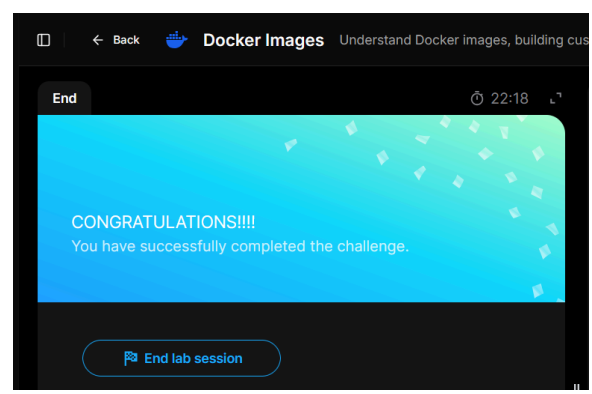 Back
Docker Images
Understand Docker images, building cus
End
22:18
CONGRATULATIONS!!!!
You have successfully completed the challenge.
End lab session